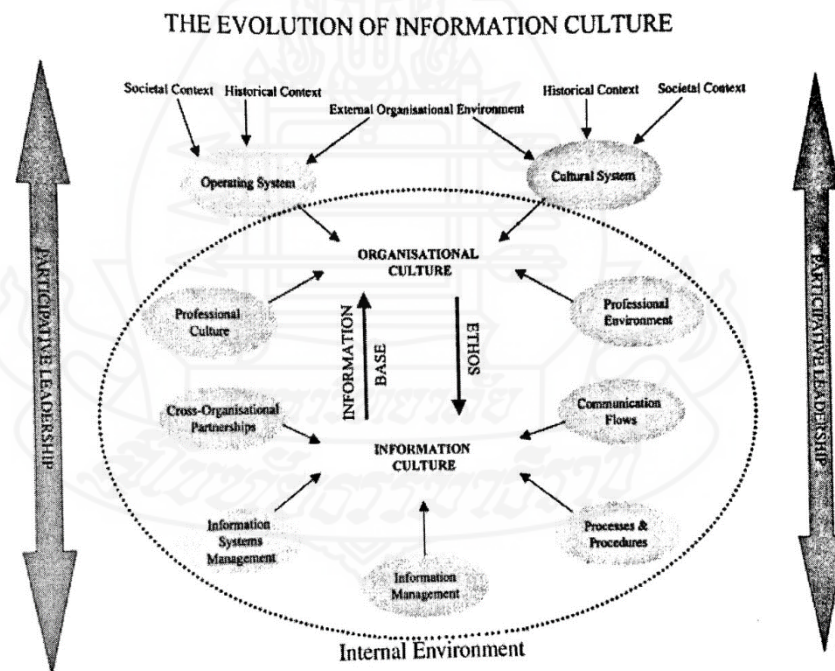 THE EVOLUTION OF INFORMATION CULTURE
Societal Context
Historical Context
External Organisational Environment
Historical Context
Societal Context
Operating System
Cultural System
PARTICIPATIVE LEADERSHIP
PARTICIPATIVE LEADERSHIP
ORGANISATIONAL
CULTURE
Professional
Culture
Professional
Environment
INFORMATION
BASE
ETHOS
Cross-Organisational
Partnerships
Communication
Flows
INFORMATION
CULTURE
Information
Systems
Management
Processes &
Procedures
Information
Management
Internal Environment